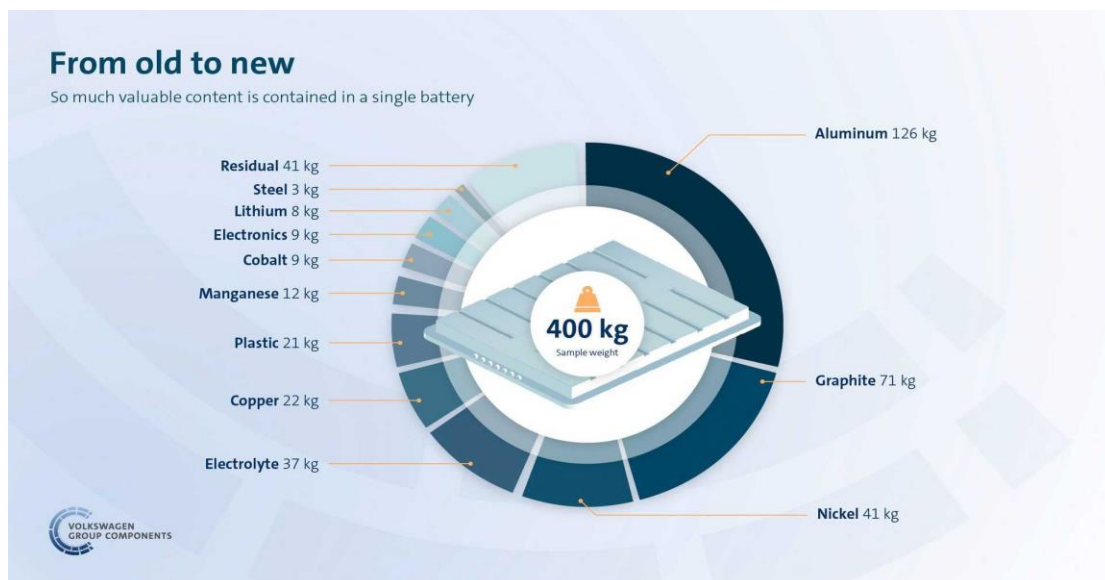 From old to new
So much valuable content is contained in a single battery
Aluminum 126 kg
Residual 41 kg
Steel 3 kg
Lithium 8 kg
Electronics 9 kg
Cobalt 9 kg
Manganese 12 kg
Plastic 21 kg
Copper 22 kg
Electrolyte 37 kg
400 kg
Sample weight
Graphite 71 kg
Nickel 41 kg
VOLKSWAGEN
GROUP COMPONENTS